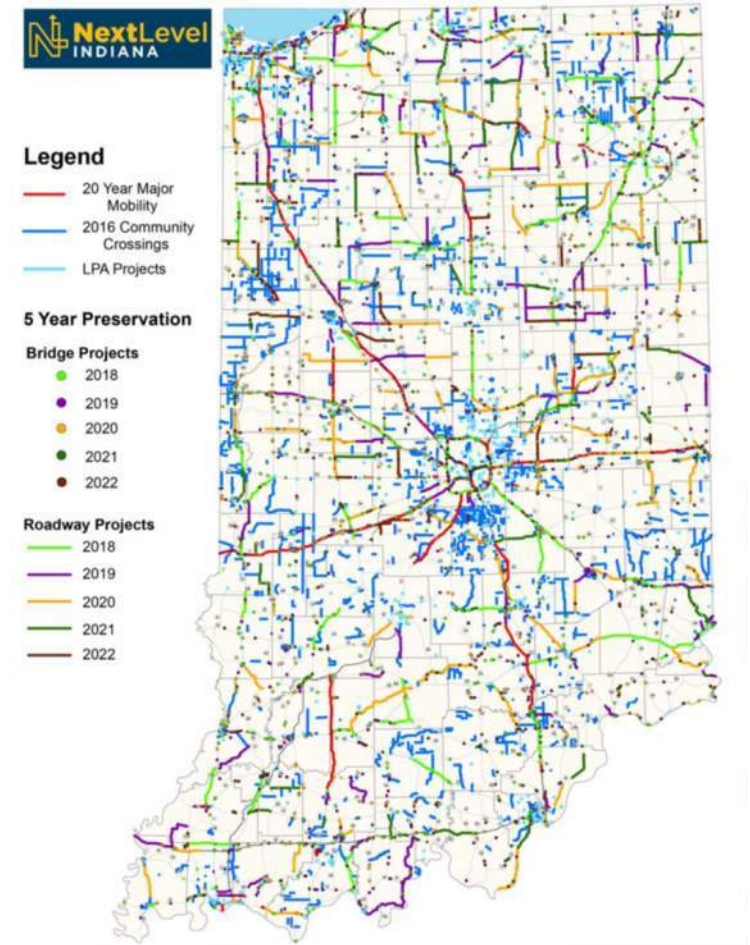 NextLevel
INDIANA
Legend
20 Year Major
Mobility
2016 Community
Crossings
LPA Projects
5 Year Preservation
Bridge Projects
2018
2019
2020
2021
2022
Roadway Projects
2018
2019
2020
2021
2022